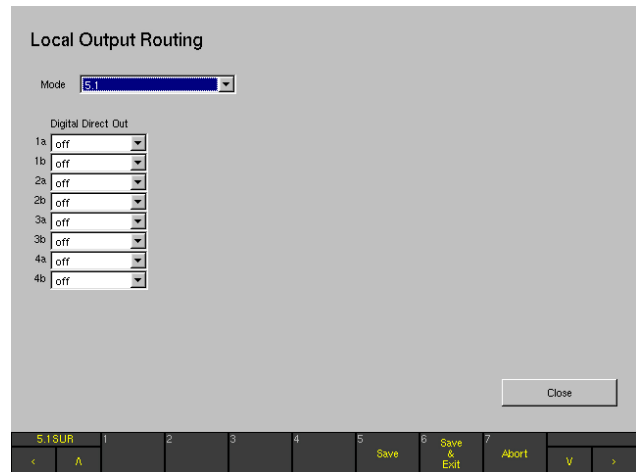 Local Output Routing
Mode 5.1
Digital Direct Out
1a off
1b off
2a off
2b off
3a off
3b off
4a off
4b off
Close
5.1SUR 1 2 3 4 5 6 7
Save
Save & Exit
Abort
< Λ V >